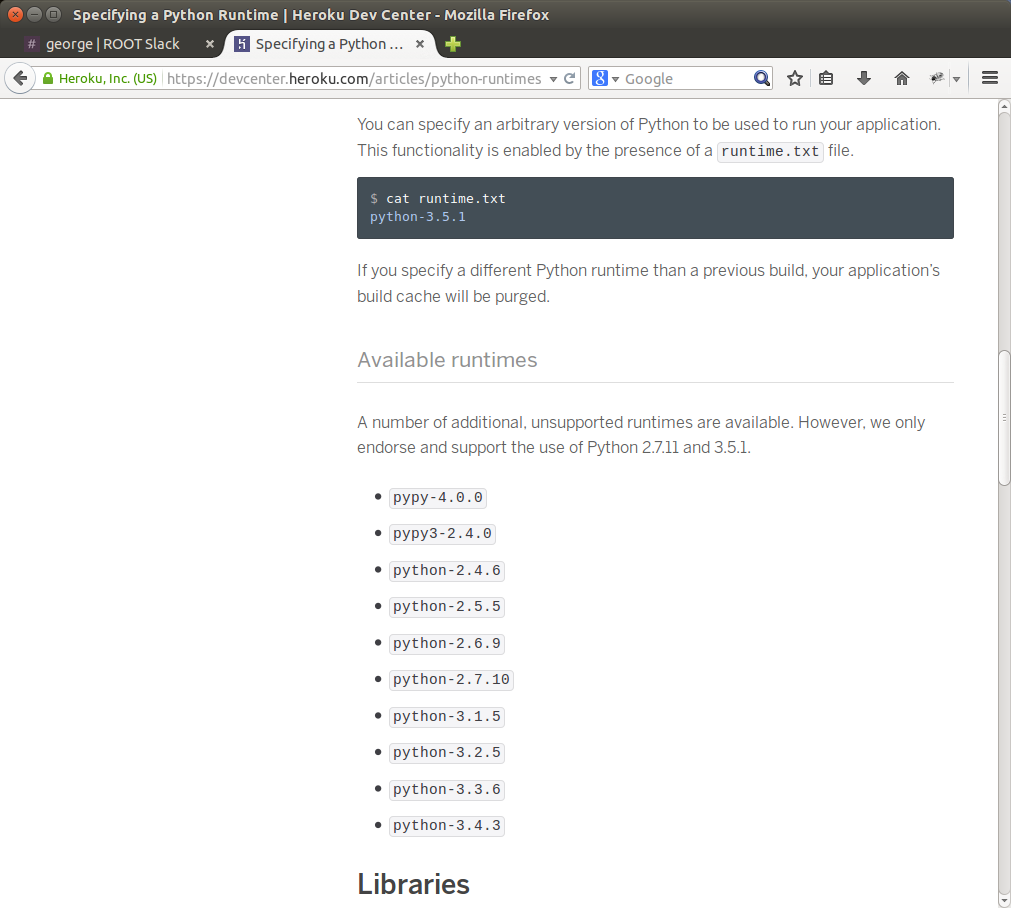 Specifying a Python Runtime | Heroku Dev Center - Mozilla Firefox
# george | ROOT Slack × Specifying a Python ... ×
Heroku, Inc. (US) https://devcenter.heroku.com/articles/python-runtimes 8 Google
You can specify an arbitrary version of Python to be used to run your application.
This functionality is enabled by the presence of a runtime.txt file.
$ cat runtime.txt
python-3.5.1
If you specify a different Python runtime than a previous build, your application’s
build cache will be purged.
Available runtimes
A number of additional, unsupported runtimes are available. However, we only
endorse and support the use of Python 2.7.11 and 3.5.1.
• pypy-4.0.0
• pypy3-2.4.0
• python-2.4.6
• python-2.5.5
• python-2.6.9
• python-2.7.10
• python-3.1.5
• python-3.2.5
• python-3.3.6
• python-3.4.3
Libraries